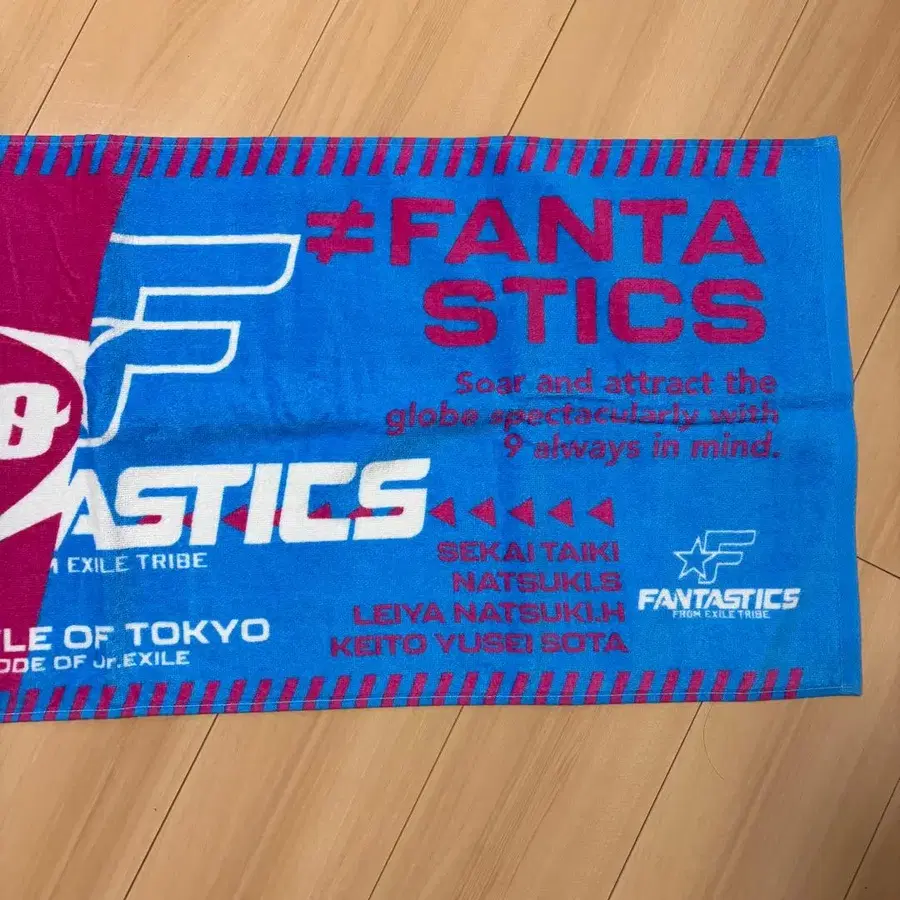 ≠FANTA
STICS
Soar and attract the
globe spectacularly with
9 always in mind.
F
8
ASTICS
M EXILE TRIBE
SEKAI TAIKI
NATSUKI.S
LEIYA NATSUKI.H
KEITO YUSEI SOTA
F
FANTASTICS
FROM EXILE TRIBE
LE OF TOKYO
ODE OF Jr.EXILE